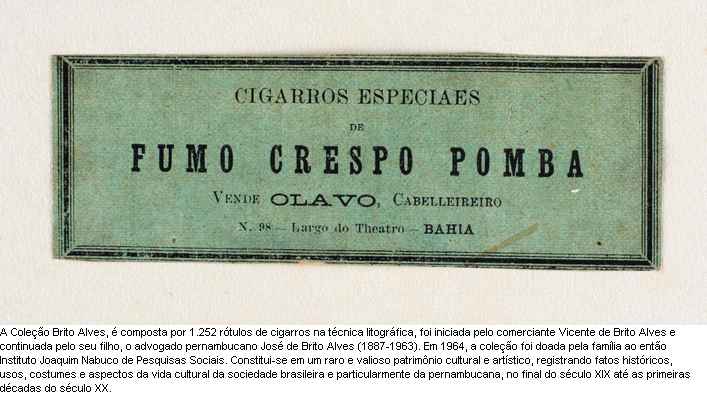 CIGARROS ESPECIAES
DE
FUMO CRESPO POMBA
VENDE OLAVO, CABELLEIREIRO
N. 98 — Largo do Theatro — BAHIA
A Coleção Brito Alves, é composta por 1.252 rótulos de cigarros na técnica litográfica, foi iniciada pelo comerciante Vicente de Brito Alves e
continuada pelo seu filho, o advogado pernambucano José de Brito Alves (1887-1963). Em 1964, a coleção foi doada pela família ao então
Instituto Joaquim Nabuco de Pesquisas Sociais. Constitui-se em um raro e valioso patrimônio cultural e artístico, registrando fatos históricos,
usos, costumes e aspectos da vida cultural da sociedade brasileira e particularmente da pernambucana, no final do século XIX até as primeiras
décadas do século XX.